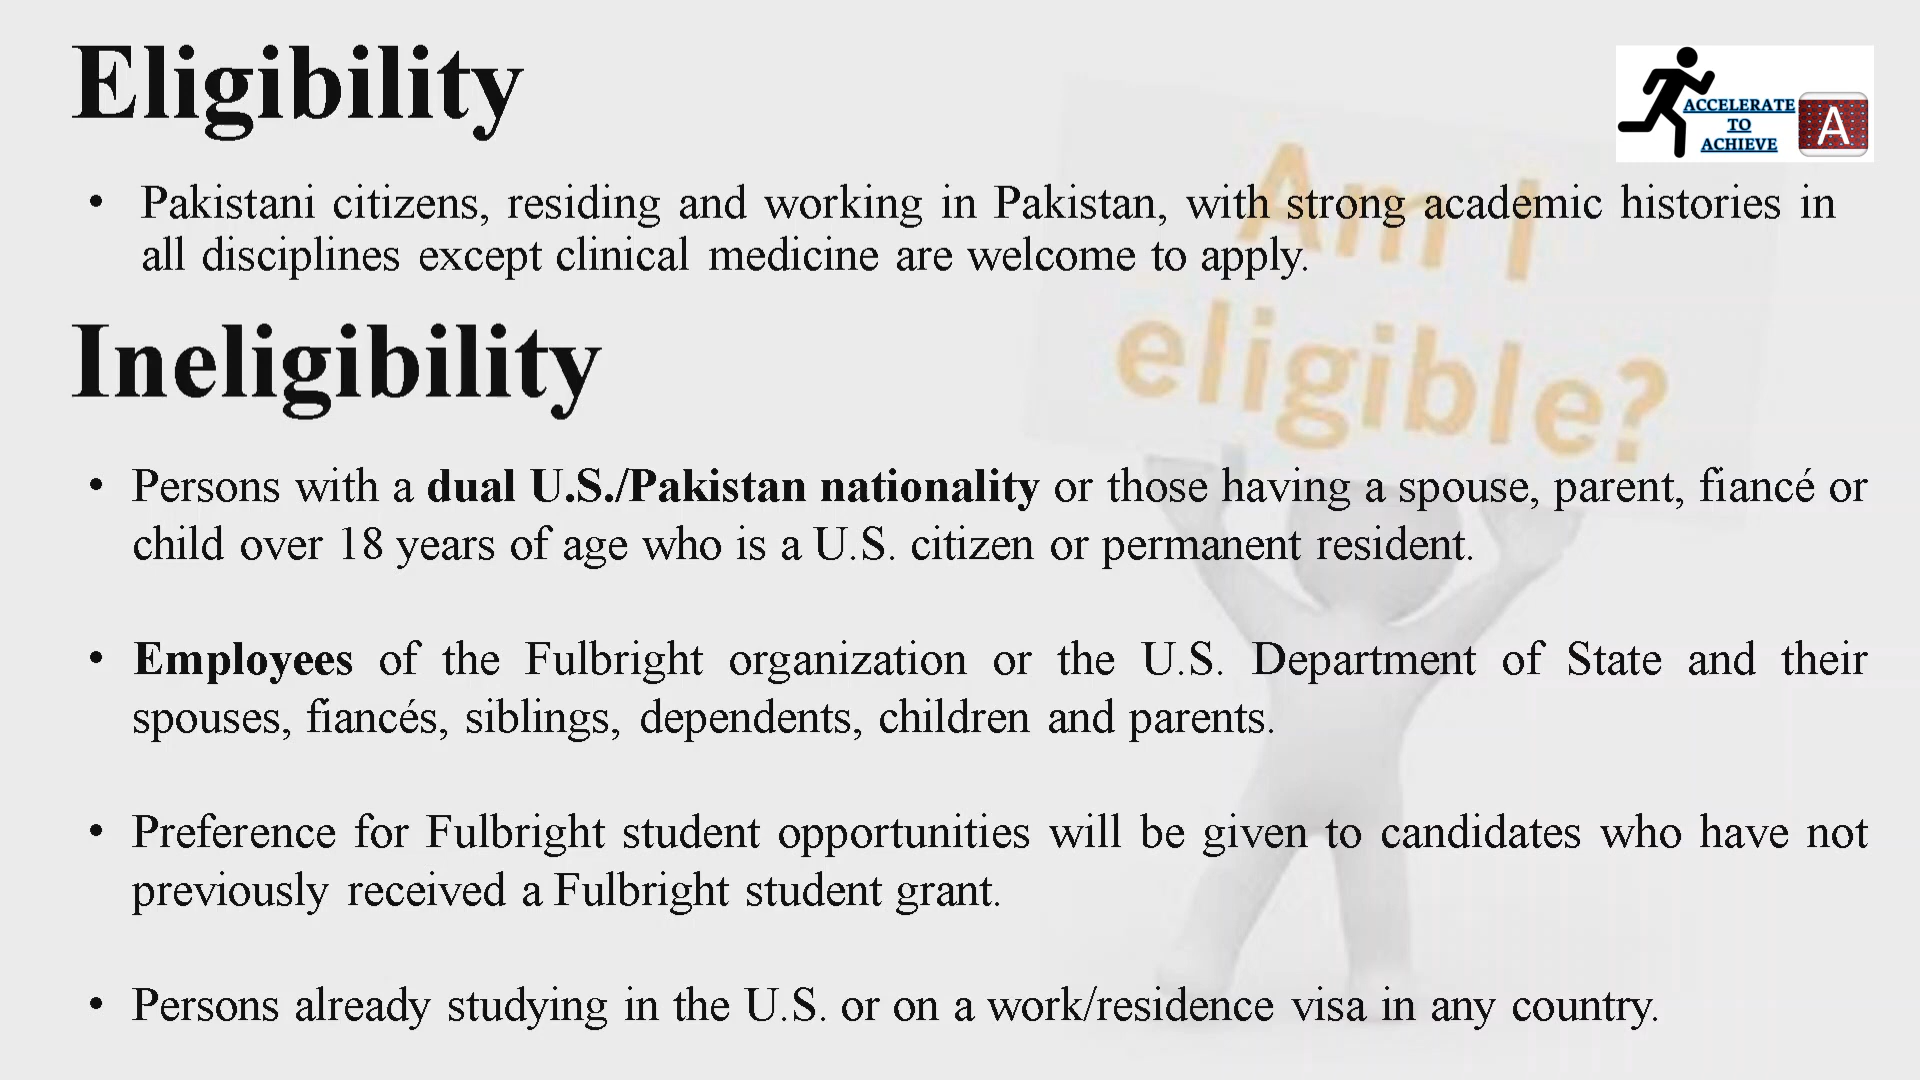 Eligibility
ACCELERATE
TO
ACHIEVE
A
• Pakistani citizens, residing and working in Pakistan, with strong academic histories in
all disciplines except clinical medicine are welcome to apply.
Am I
eligible?
Ineligibility
• Persons with a dual U.S./Pakistan nationality or those having a spouse, parent, fiancé or
child over 18 years of age who is a U.S. citizen or permanent resident.
• Employees of the Fulbright organization or the U.S. Department of State and their
spouses, fiancés, siblings, dependents, children and parents.
• Preference for Fulbright student opportunities will be given to candidates who have not
previously received a Fulbright student grant.
• Persons already studying in the U.S. or on a work/residence visa in any country.